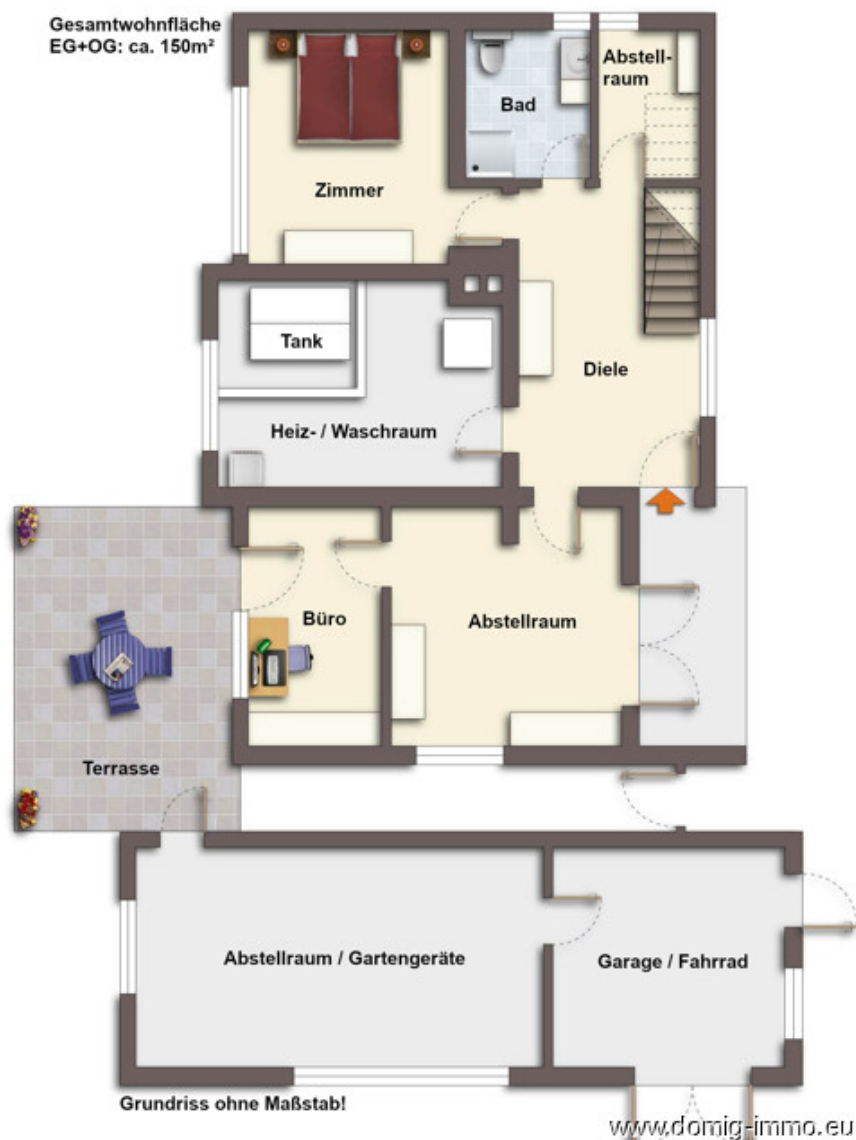 Gesamtwohnfläche
EG+OG: ca. 150m²
Abstell-
raum
Bad
Zimmer
Tank
Diele
Heiz- / Waschraum
Büro
Abstellraum
Terrasse
Abstellraum / Gartengeräte
Garage / Fahrrad
Grundriss ohne Maßstab!
www.domig-immo.eu